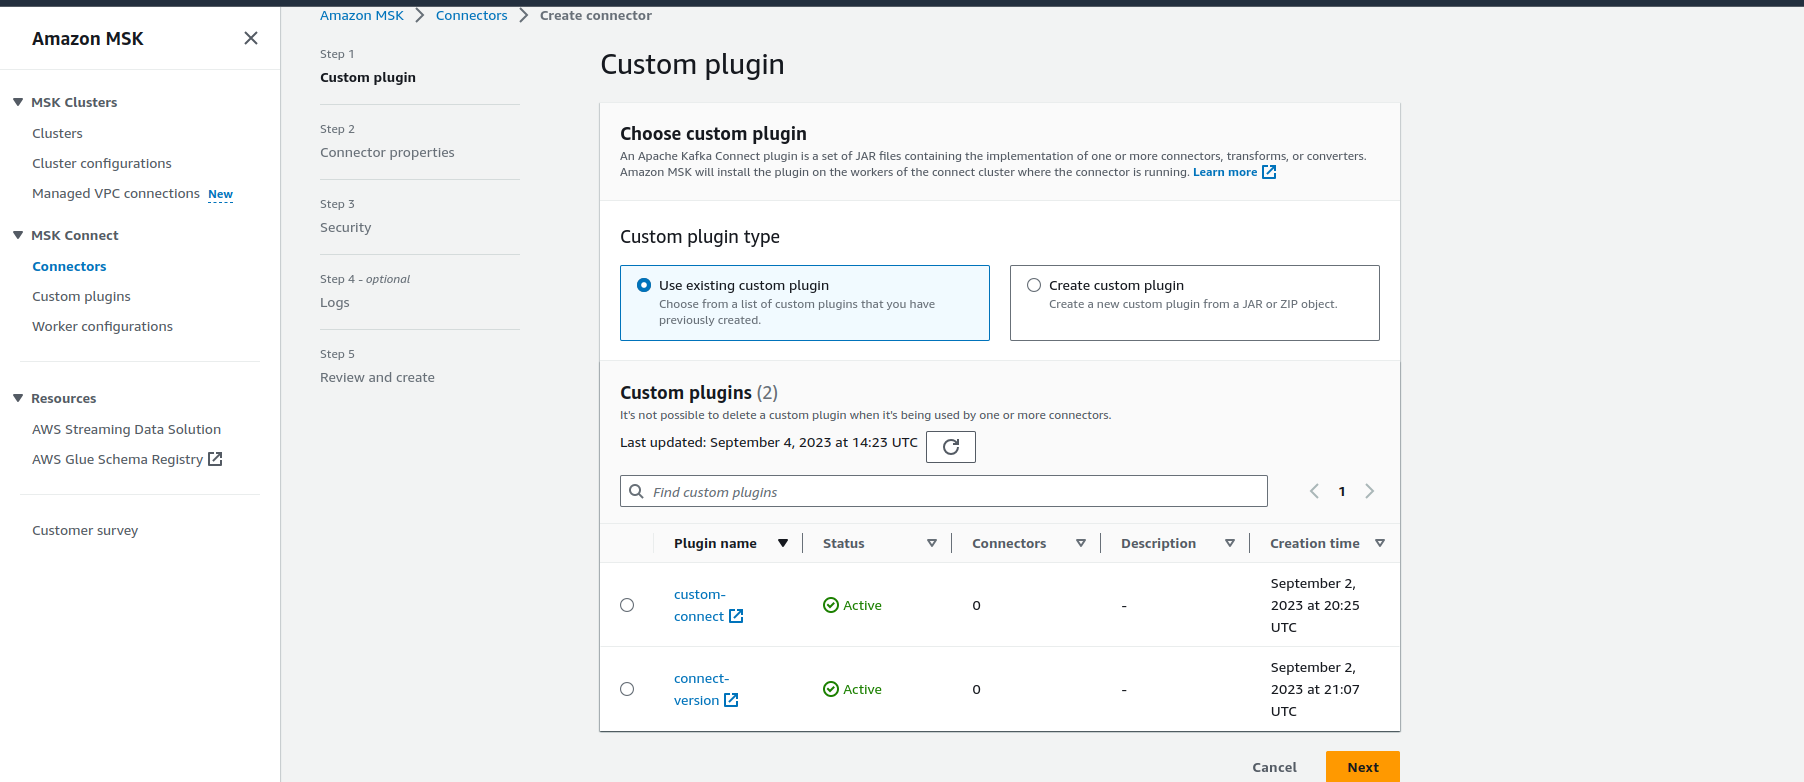 Amazon MSK
MSK Clusters
Clusters
Cluster configurations
Managed VPC connections New
MSK Connect
Connectors
Custom plugins
Worker configurations
Resources
AWS Streaming Data Solution
AWS Glue Schema Registry
Customer survey
Amazon MSK Connectors Create connector
Step 1
Custom plugin
Step 2
Connector properties
Step 3
Security
Step 4 - optional
Logs
Step 5
Review and create
Custom plugin
Choose custom plugin
An Apache Kafka Connect plugin is a set of JAR files containing the implementation of one or more connectors, transforms, or converters.
Amazon MSK will install the plugin on the workers of the connect cluster where the connector is running. Learn more
Custom plugin type
Use existing custom plugin
Choose from a list of custom plugins that you have
previously created.
Create custom plugin
Create a new custom plugin from a JAR or ZIP object.
Custom plugins (2)
It's not possible to delete a custom plugin when it's being used by one or more connectors.
Last updated: September 4, 2023 at 14:23 UTC
Find custom plugins
1
Plugin name Status Connectors Description Creation time
custom-
connect
Active
0
-
September 2,
2023 at 20:25
UTC
connect-
version
Active
0
-
September 2,
2023 at 21:07
UTC
Cancel Next